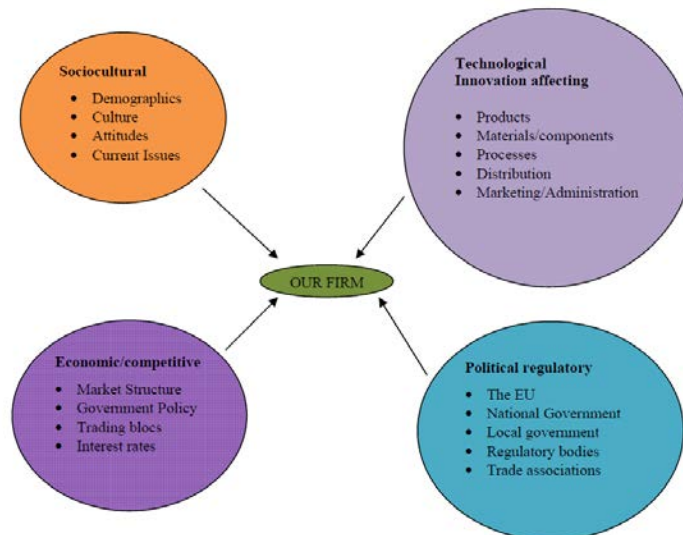 Sociocultural
• Demographics
• Culture
• Attitudes
• Current Issues
Technological
Innovation affecting
• Products
• Materials/components
• Processes
• Distribution
• Marketing/Administration
OUR FIRM
Economic/competitive
• Market Structure
• Government Policy
• Trading blocs
• Interest rates
Political regulatory
• The EU
• National Government
• Local government
• Regulatory bodies
• Trade associations